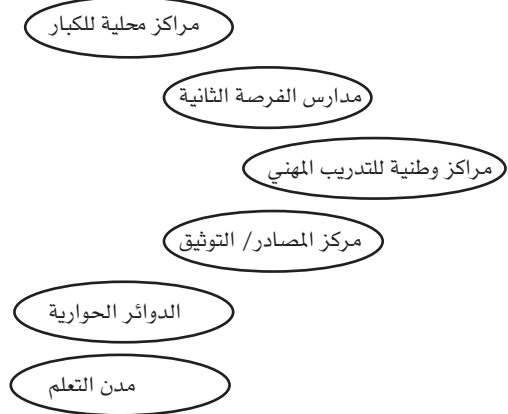 مراكز محلية للكبار
مدارس الفرصة الثانية
مراكز وطنية للتدريب المهني
مركز المصادر/ التوثيق
الدوائر الحوارية
مدن التعلم